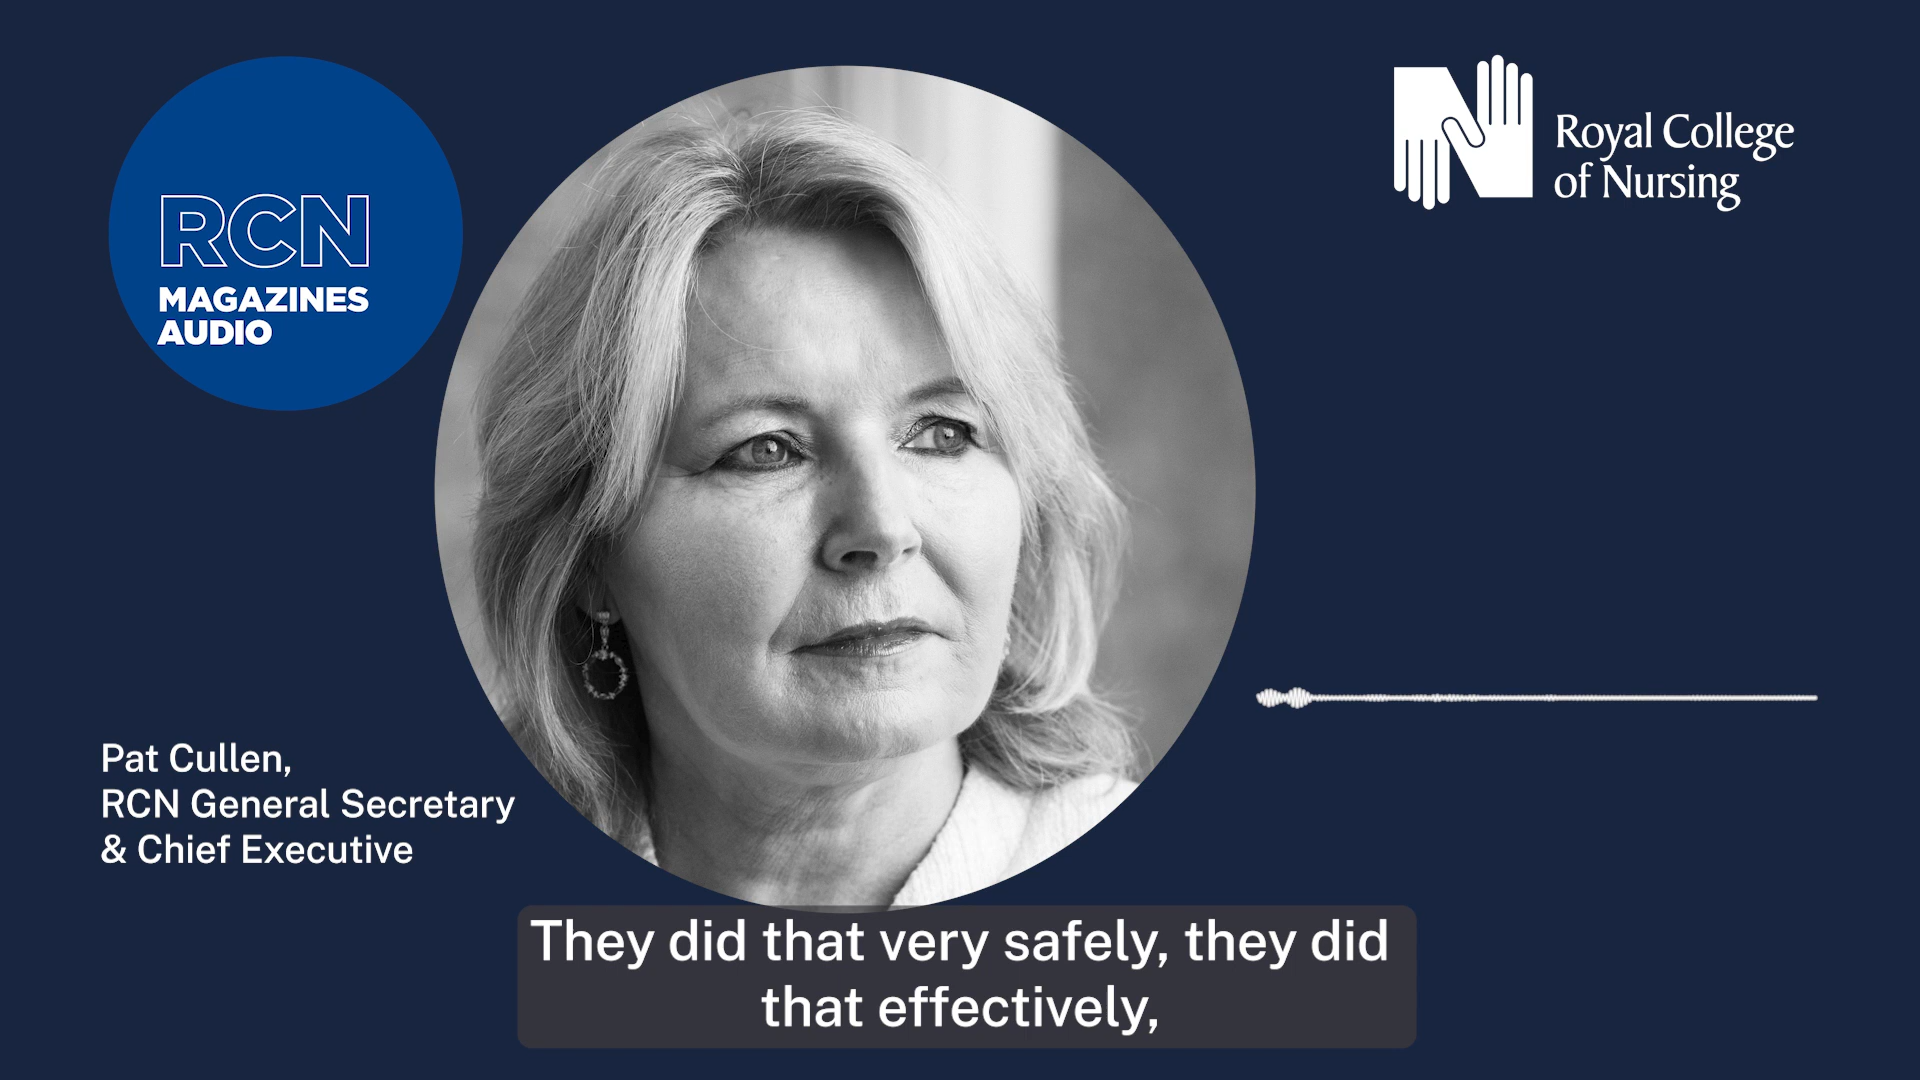 RCN
MAGAZINES
AUDIO
Royal College
of Nursing
Pat Cullen,
RCN General Secretary
& Chief Executive
They did that very safely, they did
that effectively,